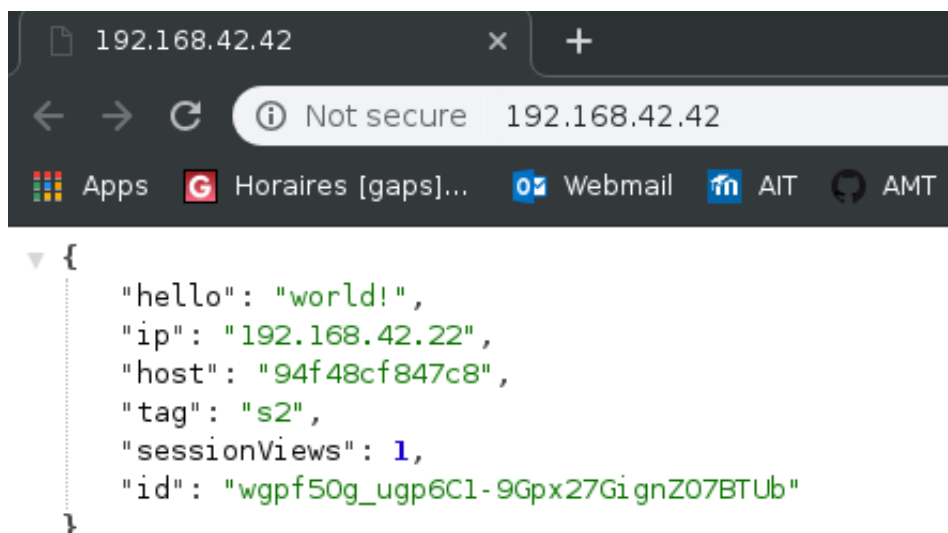 192.168.42.42
Not secure 192.168.42.42
Apps G Horaires [gaps]... Webmail AIT AMT
{
"hello": "world!",
"ip": "192.168.42.22",
"host": "94f48cf847c8",
"tag": "s2",
"sessionViews": 1,
"id": "wgpf5Og_ugp6Cl-9Gpx27GignZ07BTUb"
}